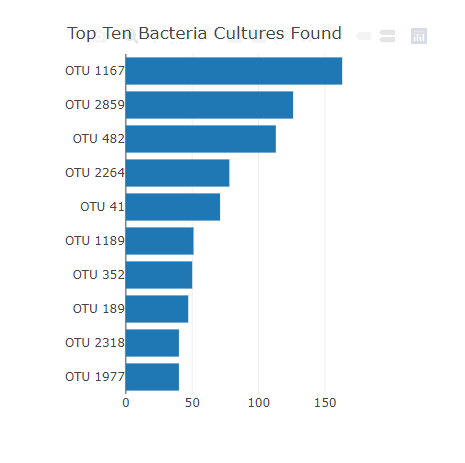 Top Ten Bacteria Cultures Found
OTU 1167
OTU 2859
OTU 482
OTU 2264
OTU 41
OTU 1189
OTU 352
OTU 189
OTU 2318
OTU 1977
0 50 100 150